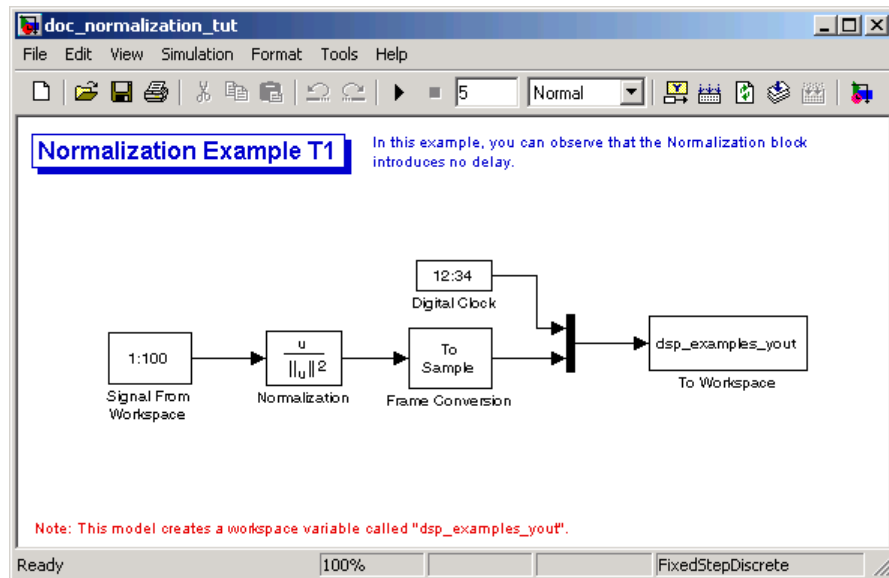 doc_normalization_tut
File Edit View Simulation Format Tools Help
5 Normal
Normalization Example T1
In this example, you can observe that the Normalization block
introduces no delay.
12:34
Digital Clock
1:100
Signal From
Workspace
u
||u||2
Normalization
To
Sample
Frame Conversion
dsp_examples_yout
To Workspace
Note: This model creates a workspace variable called "dsp_examples_yout".
Ready 100% FixedStepDiscrete